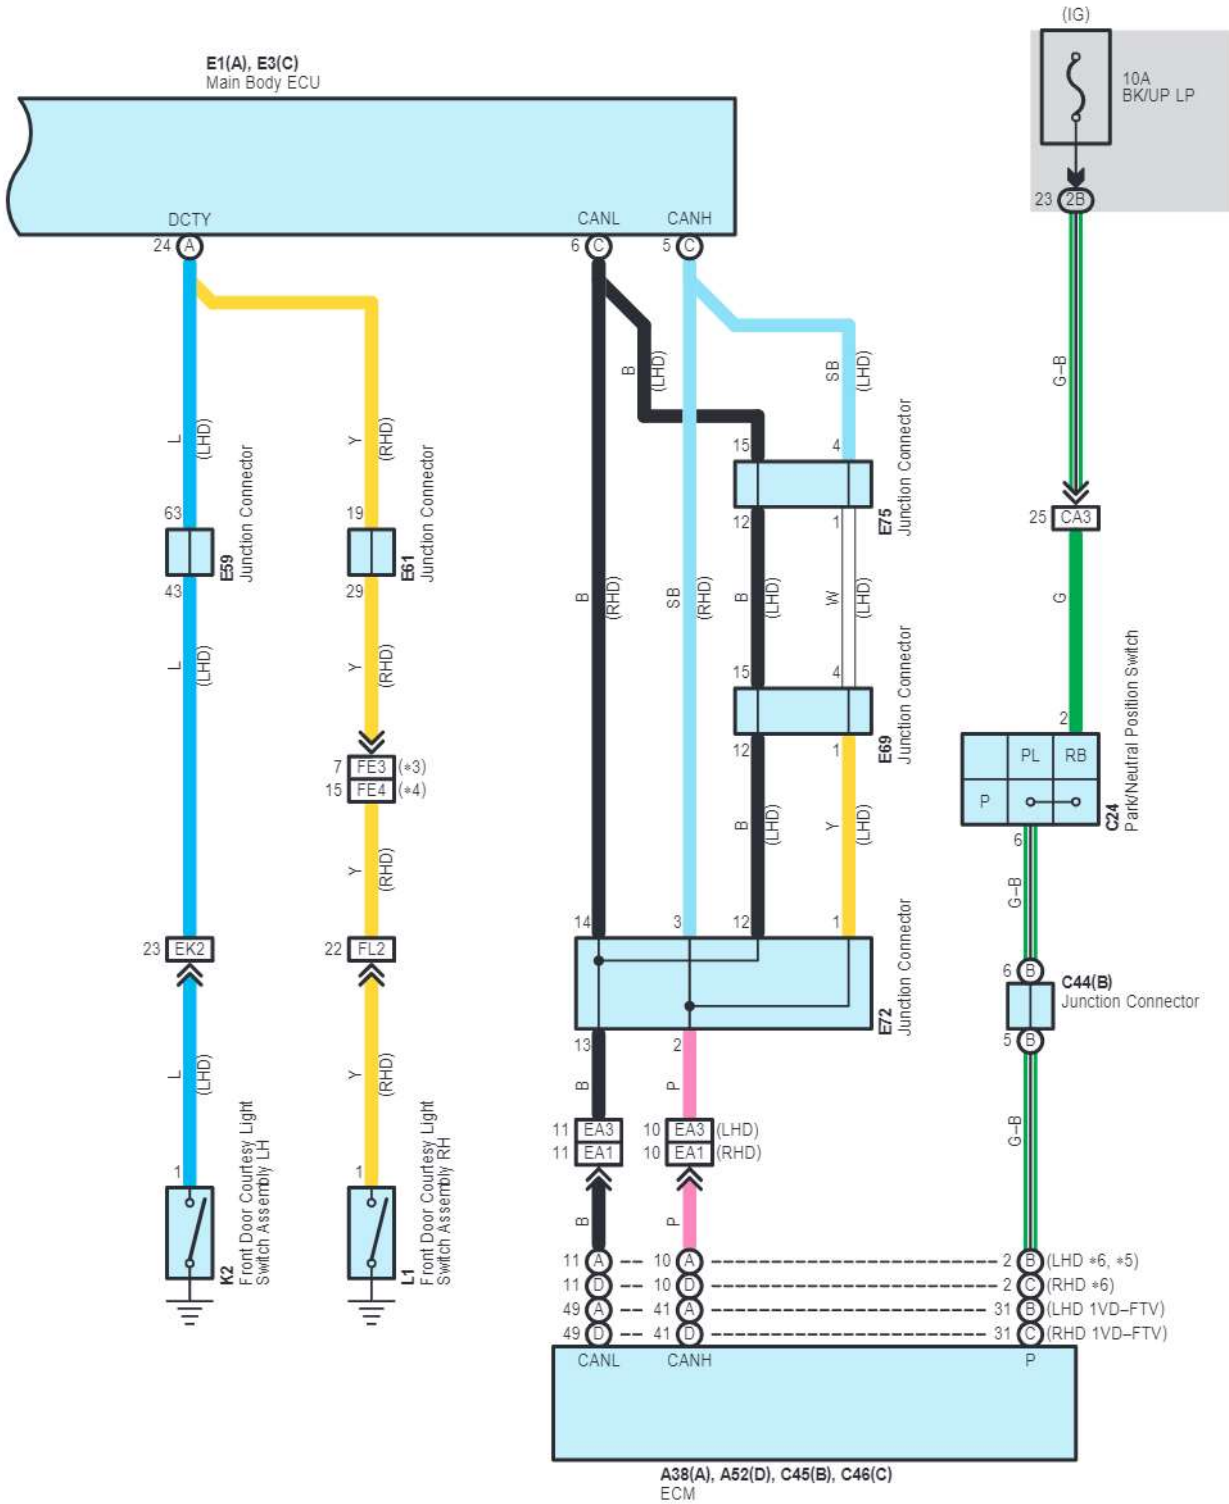 (IG)
E1(A), E3(C)
Main Body ECU
10A
BK/UP LP
23 2B
DCTY CANL CANH
24 A 6 C 5 C
B
(LHD)
SB
(LHD)
G–B
L
(LHD)
Y
(RHD)
15 4
E75
Junction Connector
12 1
63
E59
Junction Connector
43
19
E61
Junction Connector
29
25 CA3
B
(RHD)
SB
(RHD)
B
(LHD)
W
(LHD)
G
L
(LHD)
Y
(RHD)
15 4
E69
Junction Connector
12 1
2
PL RB
P
C24
Park/Neutral Position Switch
6
7 FE3 (∗3)
15 FE4 (∗4)
B
(LHD)
Y
(LHD)
Y
(RHD)
G–B
14 3 12 1
E72
Junction Connector
13 2
23 EK2
22 FL2
6 B
C44(B)
Junction Connector
5 B
L
(LHD)
Y
(RHD)
B
P
G–B
11 EA3 10 EA3 (LHD)
11 EA1 10 EA1 (RHD)
1
K2
Front Door Courtesy Light
Switch Assembly LH
1
L1
Front Door Courtesy Light
Switch Assembly RH
B
P
11 A 10 A 2 B (LHD ∗6, ∗5)
11 D 10 D 2 C (RHD ∗6)
49 A 41 A 31 B (LHD 1VD–FTV)
49 D 41 D 31 C (RHD 1VD–FTV)
CANL CANH P
A38(A), A52(D), C45(B), C46(C)
ECM